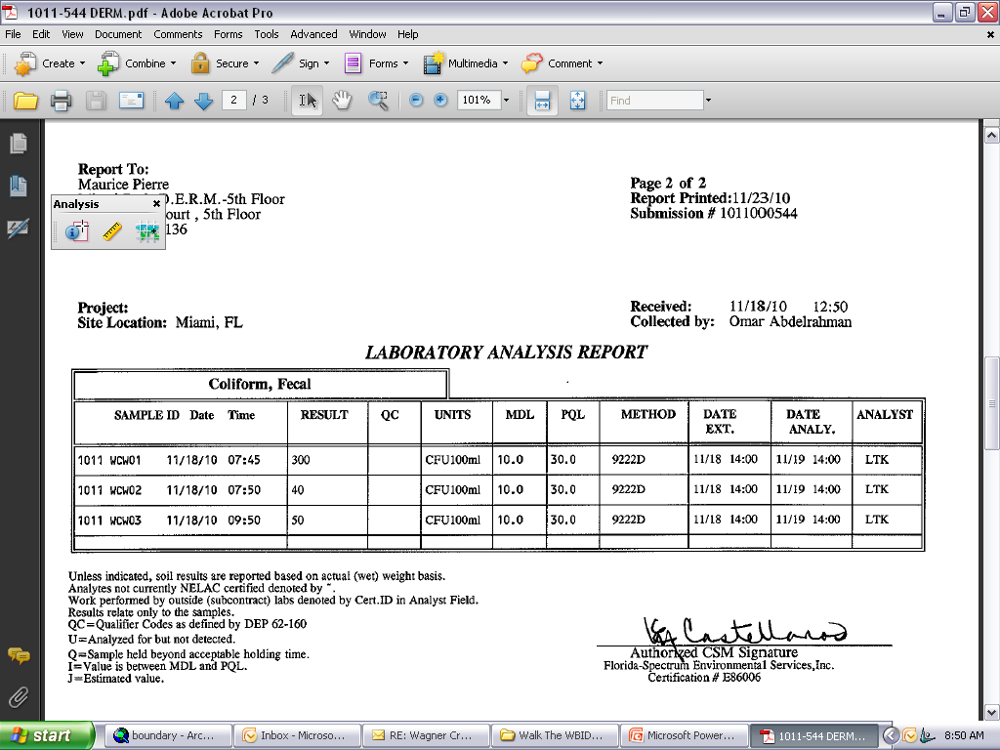 1011-544 DERM.pdf - Adobe Acrobat Pro
File Edit View Document Comments Forms Tools Advanced Window Help
Create Combine Secure Sign Forms Multimedia Comment
2 / 3 101% Find
Report To:
Maurice Pierre
D.E.R.M.-5th Floor
ourt , 5th Floor
136
Analysis
Page 2 of 2
Report Printed:11/23/10
Submission # 1011000544
Project:
Site Location: Miami, FL
Received: 11/18/10 12:50
Collected by: Omar Abdelrahman
LABORATORY ANALYSIS REPORT
Coliform, Fecal
SAMPLE ID Date Time RESULT QC UNITS MDL PQL METHOD DATE EXT. DATE ANALY. ANALYST
1011 WCW01 11/18/10 07:45 300 CFU100ml 10.0 30.0 9222D 11/18 14:00 11/19 14:00 LTK
1011 WCW02 11/18/10 07:50 40 CFU100ml 10.0 30.0 9222D 11/18 14:00 11/19 14:00 LTK
1011 WCW03 11/18/10 09:50 50 CFU100ml 10.0 30.0 9222D 11/18 14:00 11/19 14:00 LTK
Unless indicated, soil results are reported based on actual (wet) weight basis.
Analytes not currently NELAC certified denoted by ~.
Work performed by outside (subcontract) labs denoted by Cert.ID in Analyst Field.
Results relate only to the samples.
QC=Qualifier Codes as defined by DEP 62-160
U=Analyzed for but not detected.
Q=Sample held beyond acceptable holding time.
I=Value is between MDL and PQL.
J=Estimated value.
Castellanos
Authorized CSM Signature
Florida-Spectrum Environmental Services,Inc.
Certification # E86006
start boundary - Arc... Inbox - Microso... RE: Wagner Cr... Walk The WBID... Microsoft Power... 1011-544 DERM... 8:50 AM